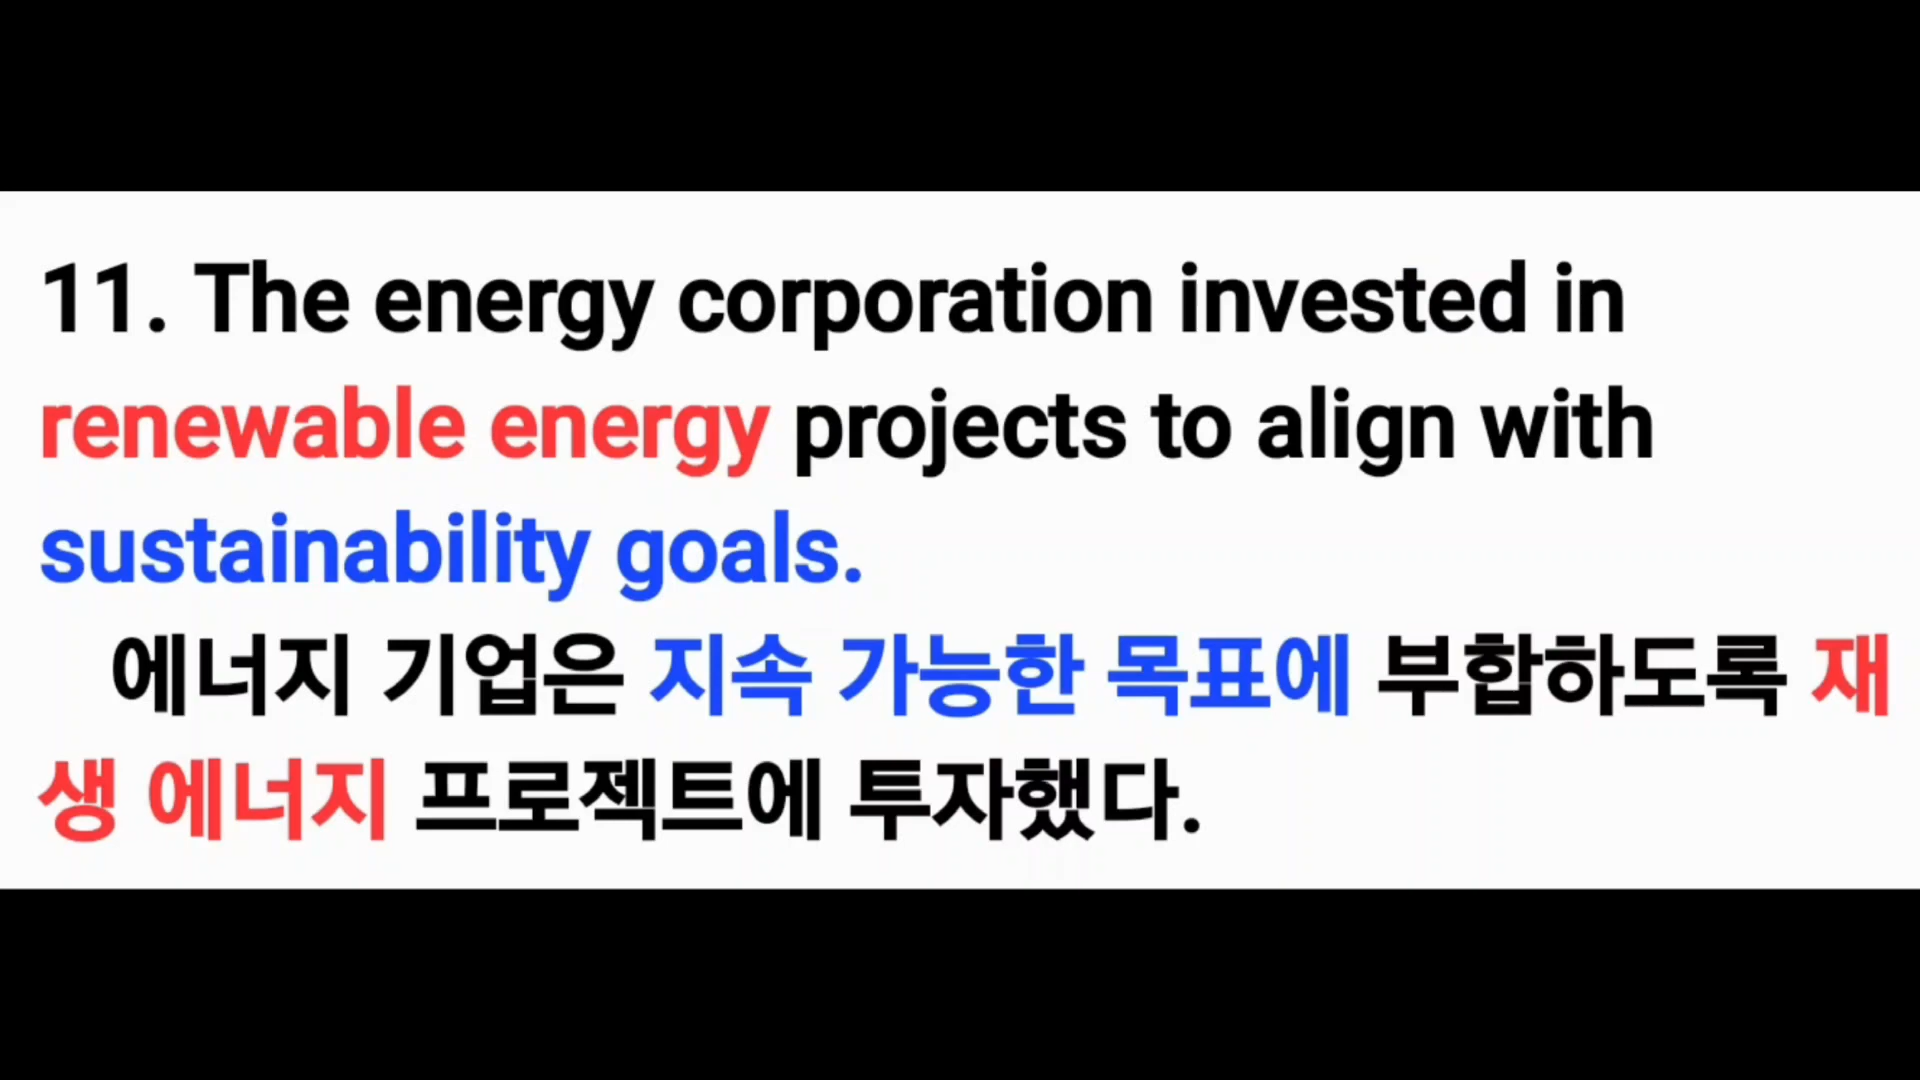 11. The energy corporation invested in
renewable energy projects to align with
sustainability goals.
에너지 기업은 지속 가능한 목표에 부합하도록 재
생 에너지 프로젝트에 투자했다.